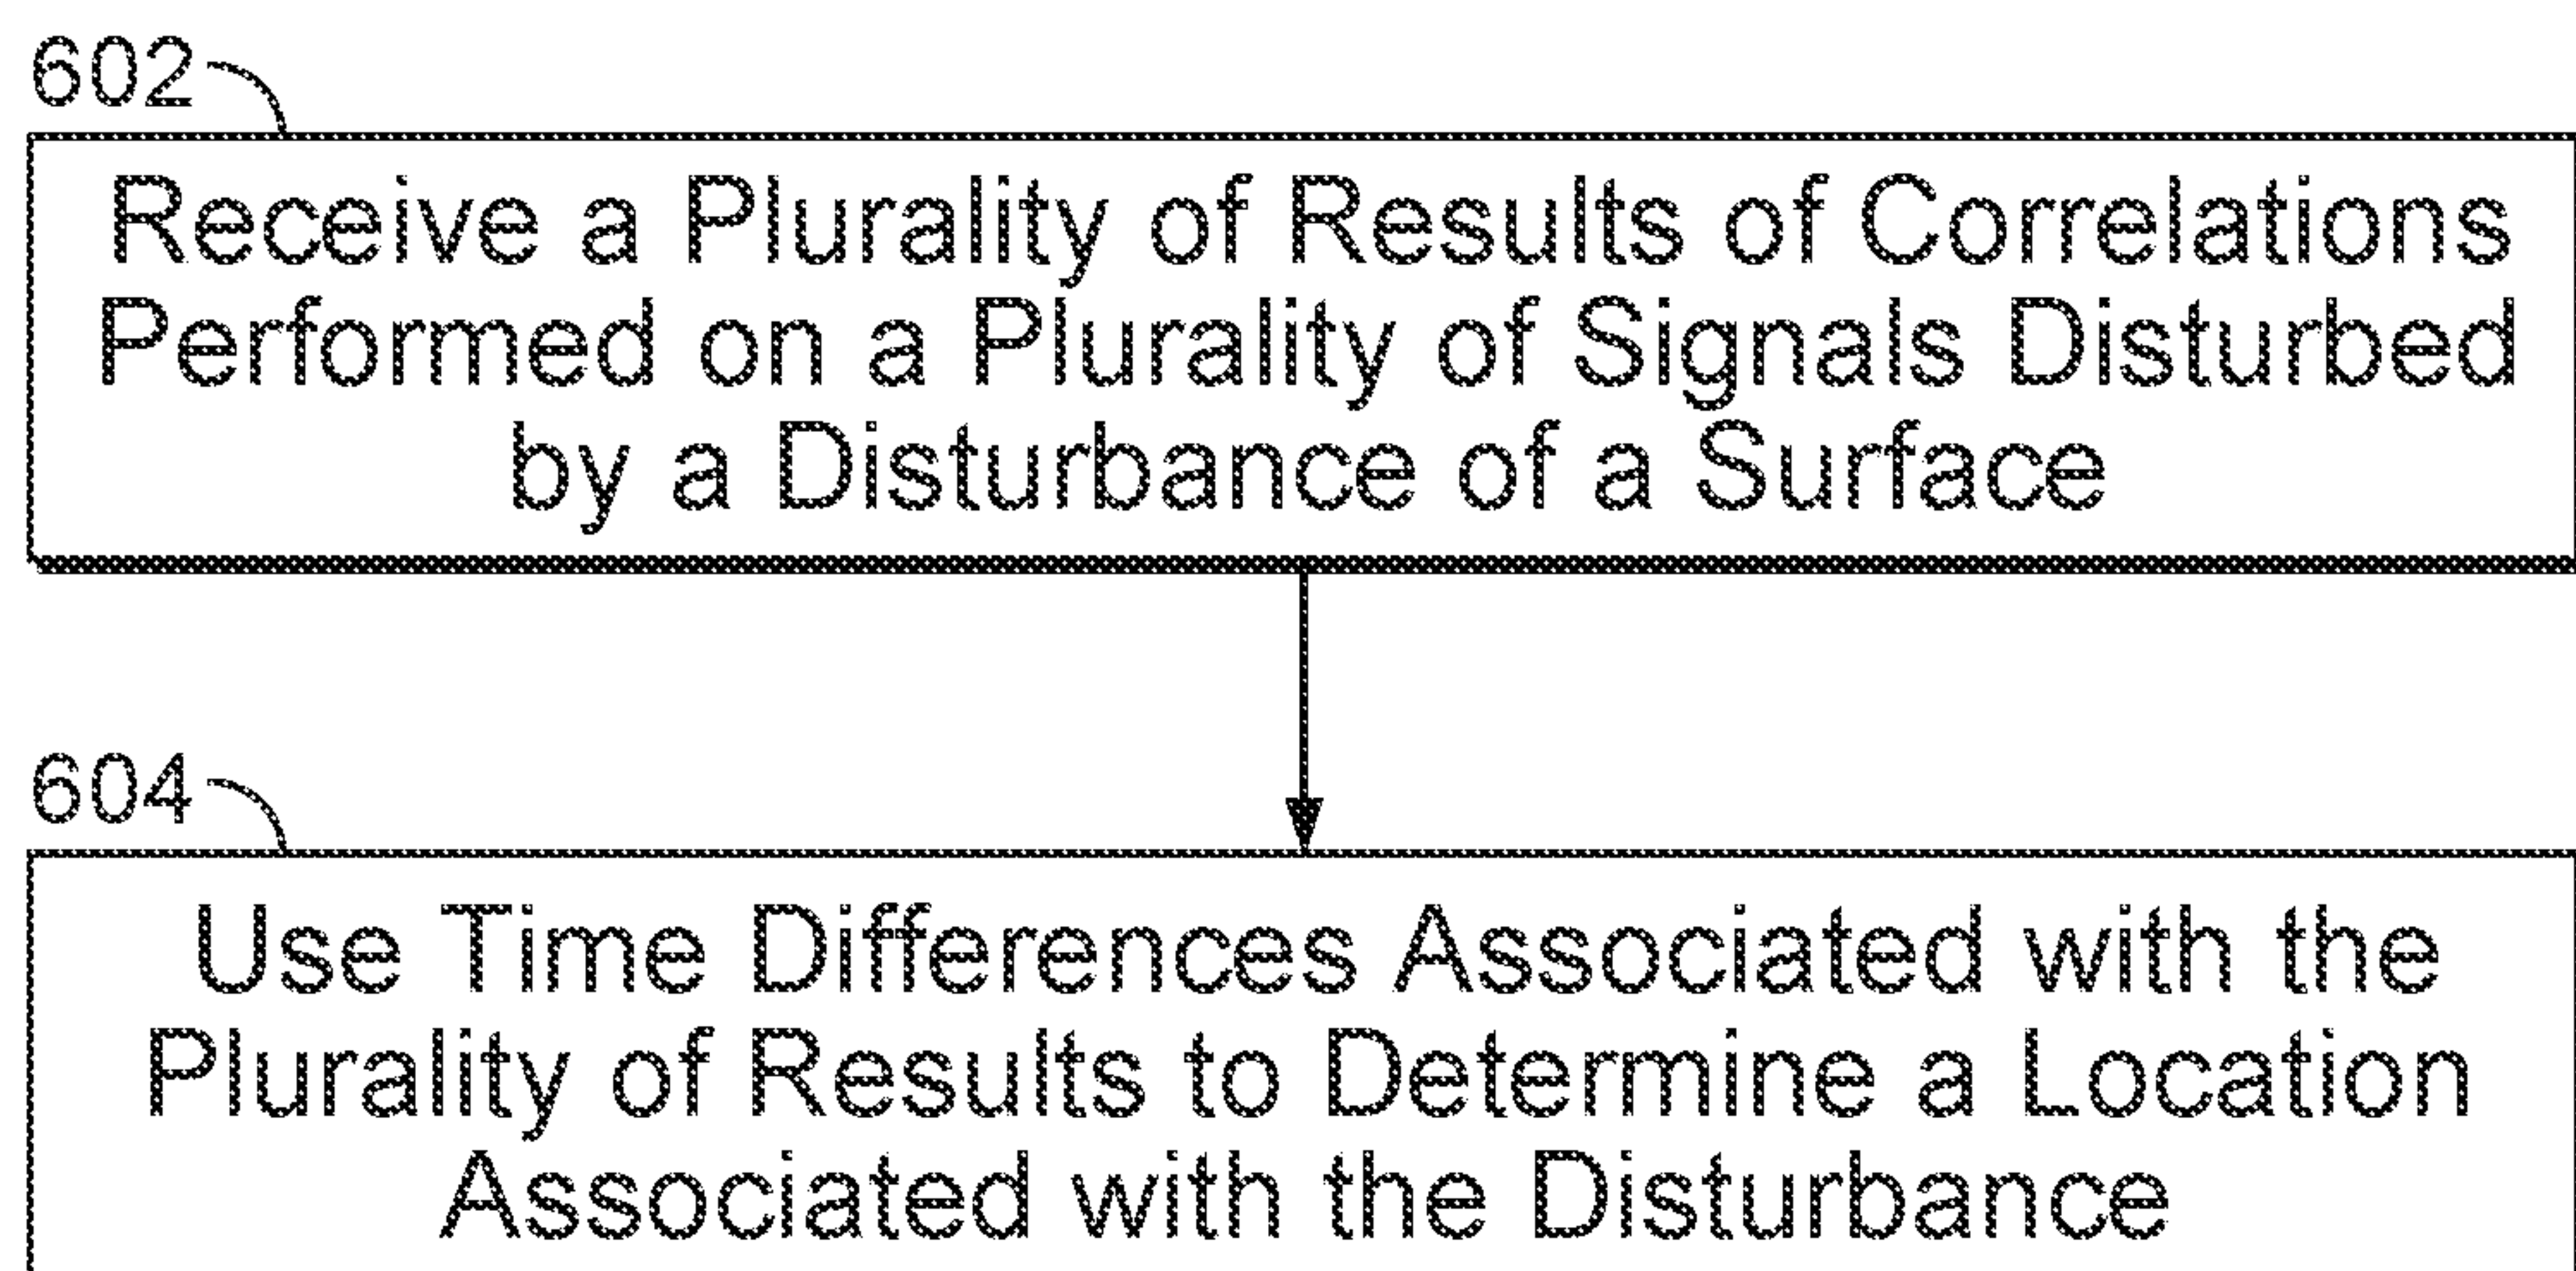 602
Receive a Plurality of Results of Correlations
Performed on a Plurality of Signals Disturbed
by a Disturbance of a Surface
604
Use Time Differences Associated with the
Plurality of Results to Determine a Location
Associated with the Disturbance